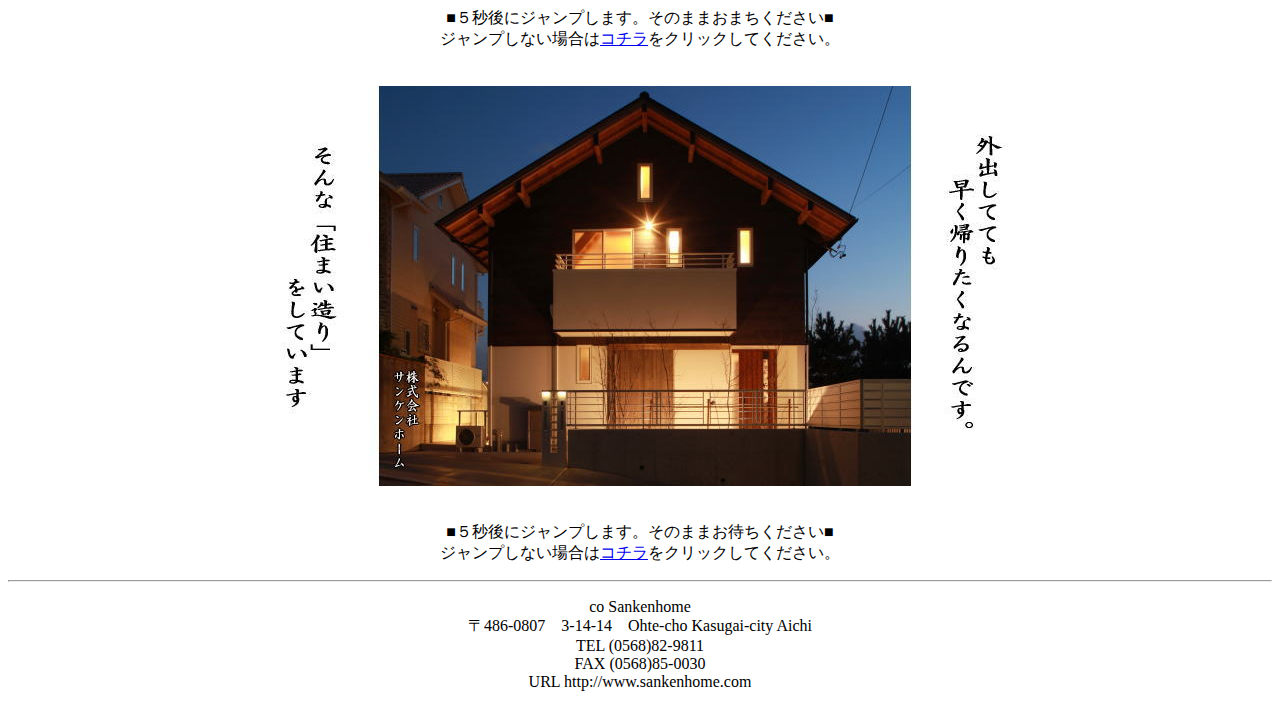 ■５秒後にジャンプします。そのままおまちください■
ジャンプしない場合はコチラをクリックしてください。
外出してても
早く帰りたくなるんです。
そんな「住まい造り」
をしています
株式会社
サンケンホーム
■５秒後にジャンプします。そのままお待ちください■
ジャンプしない場合はコチラをクリックしてください。
co Sankenhome
〒486-0807　3-14-14　Ohte-cho Kasugai-city Aichi
TEL (0568)82-9811
FAX (0568)85-0030
URL http://www.sankenhome.com